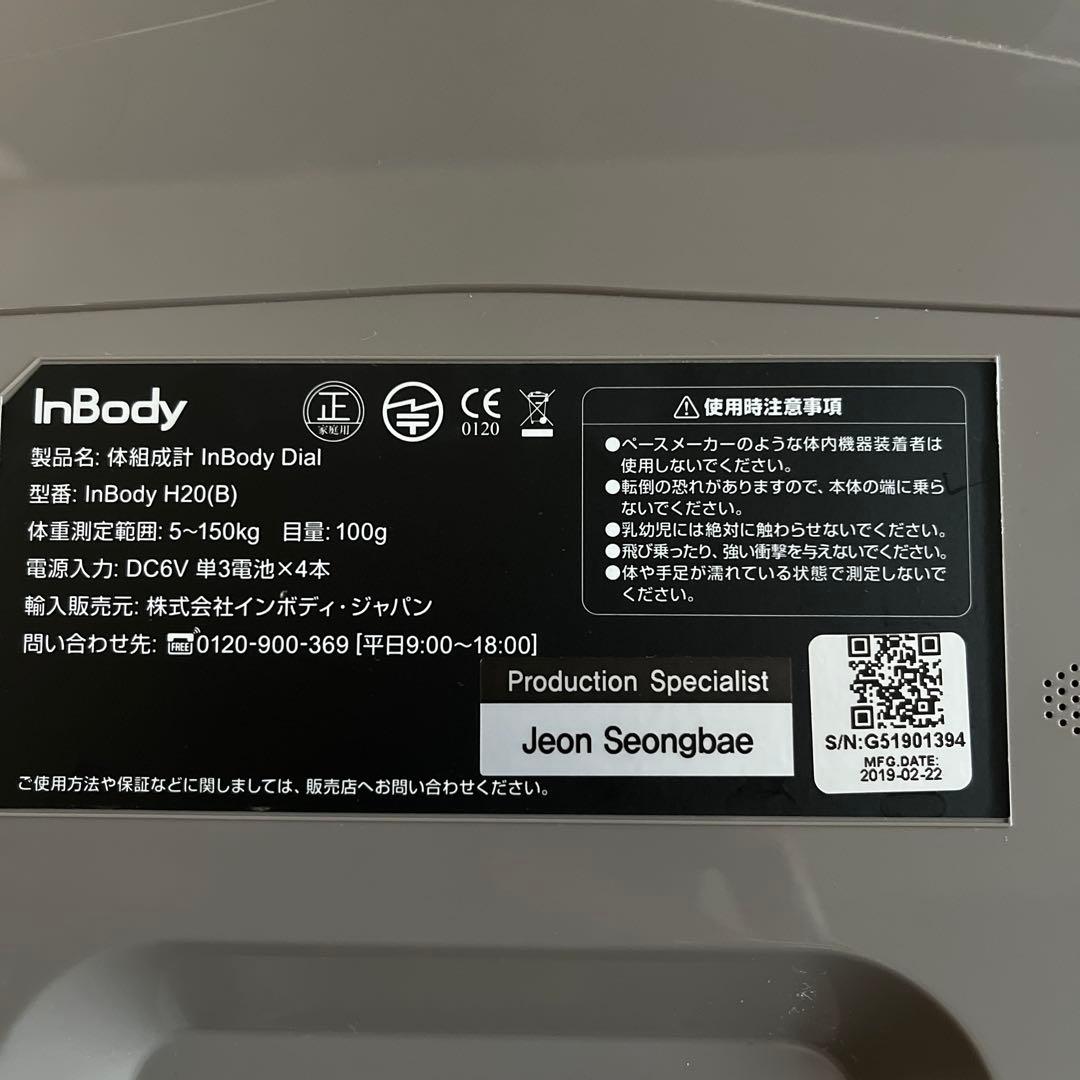 InBody
正
家庭用
CE
0120
製品名: 体組成計 InBody Dial
型番: InBody H20(B)
体重測定範囲: 5~150kg 目量: 100g
電源入力: DC6V 単3電池×4本
輸入販売元: 株式会社インボディ・ジャパン
問い合わせ先: FREE 0120-900-369 [平日9:00～18:00]
ご使用方法や保証などに関しましては、販売店へお問い合わせください。
使用時注意事項
●ペースメーカーのような体内機器装着者は
使用しないでください。
●転倒の恐れがありますので、本体の端に乗ら
ないでください。
●乳幼児には絶対に触わらせないでください。
●飛び乗ったり、強い衝撃を与えないでください。
●体や手足が濡れている状態で測定しないで
ください。
Production Specialist
Jeon Seongbae
S/N:G51901394
MFG.DATE:
2019-02-22